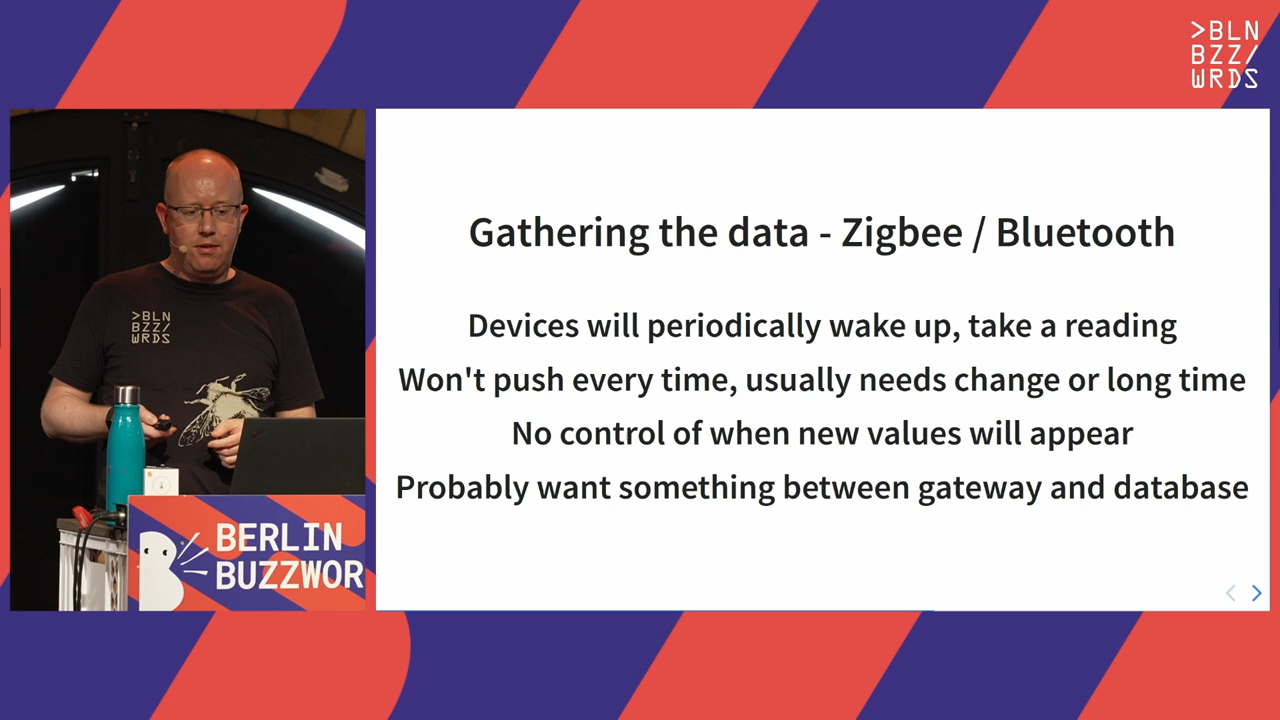 >BLN
BZZ/
WRDS
Gathering the data - Zigbee / Bluetooth
Devices will periodically wake up, take a reading
Won't push every time, usually needs change or long time
No control of when new values will appear
Probably want something between gateway and database
>BLN
BZZ/
WRDS
BERLIN
BUZZWOR